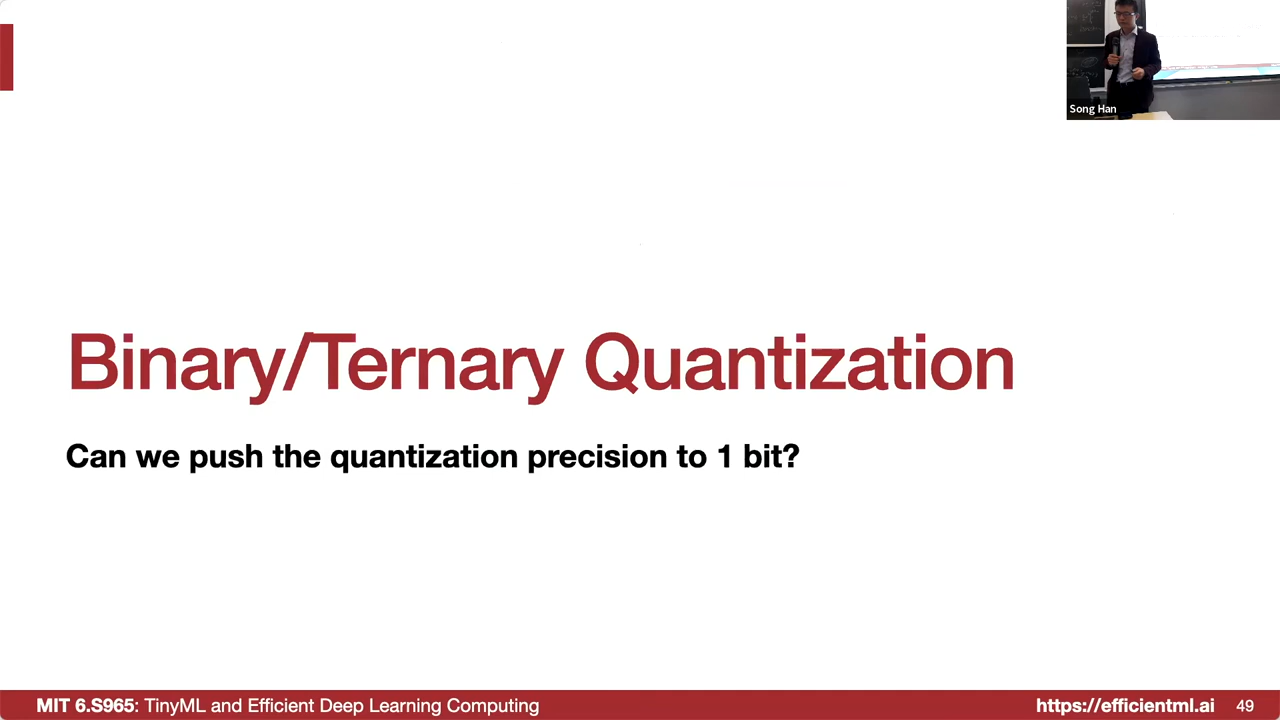 Song Han
Binary/Ternary Quantization
Can we push the quantization precision to 1 bit?
MIT 6.S965: TinyML and Efficient Deep Learning Computing
https://efficientml.ai
49